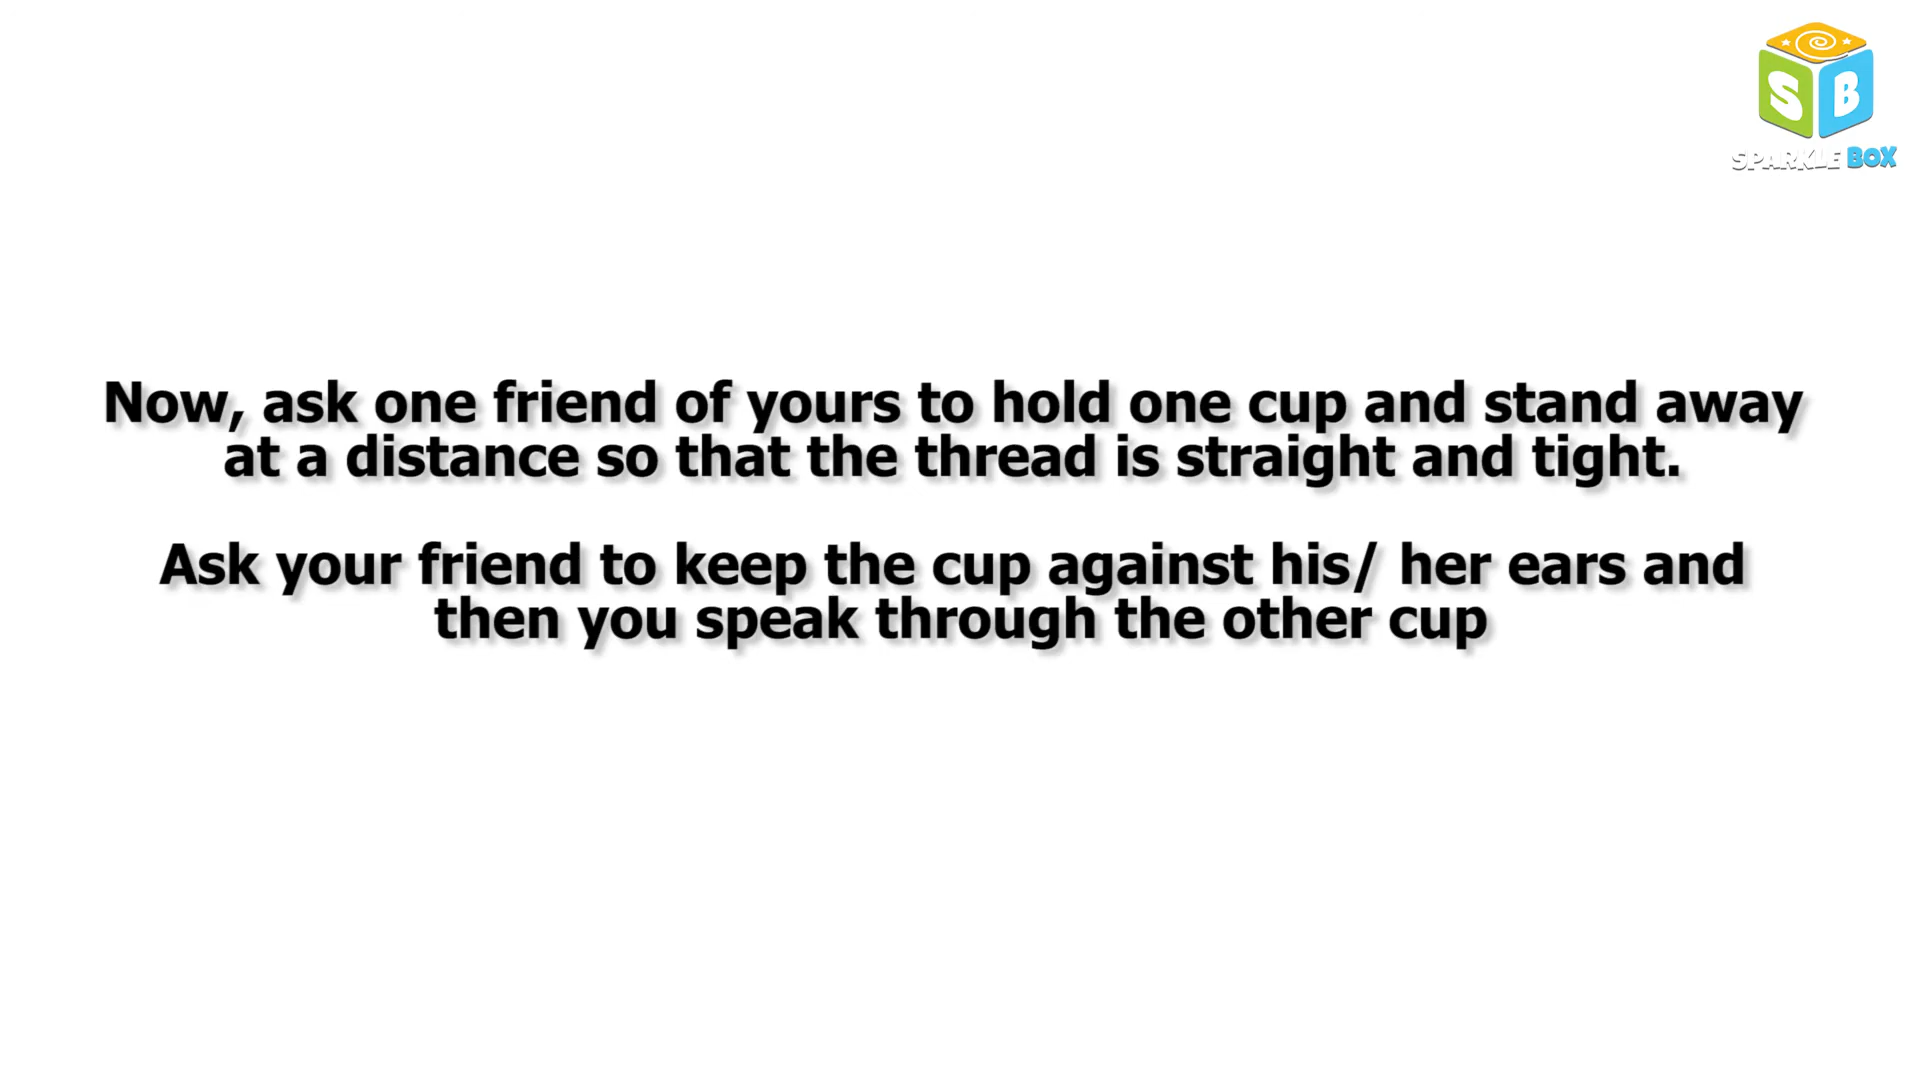 S B
SPARKLE BOX
Now, ask one friend of yours to hold one cup and stand away
at a distance so that the thread is straight and tight.
Ask your friend to keep the cup against his/ her ears and
then you speak through the other cup